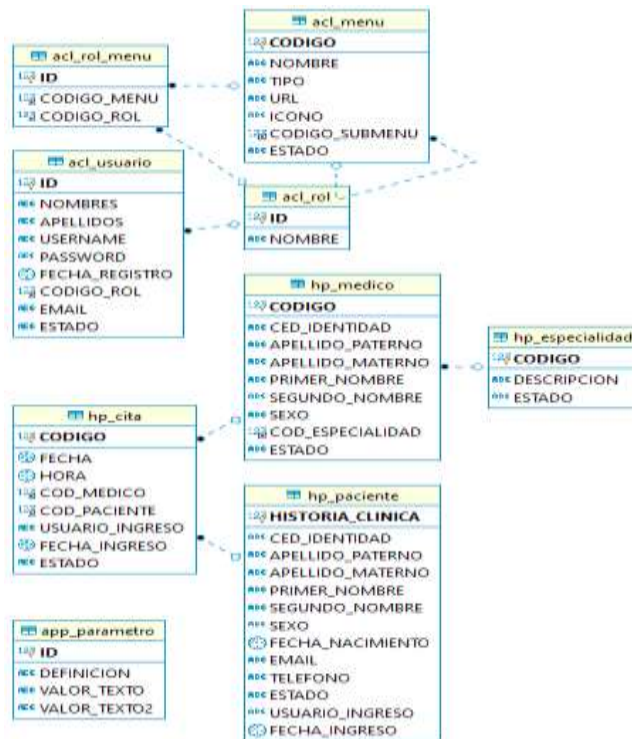 acl_menu
CODIGO
NOMBRE
TIPO
URL
ICONO
CODIGO_SUBMENU
ESTADO
acl_rol_menu
ID
CODIGO_MENU
CODIGO_ROL
acl_usuario
ID
NOMBRES
APELLIDOS
USERNAME
PASSWORD
FECHA_REGISTRO
CODIGO_ROL
EMAIL
ESTADO
acl_rol
ID
NOMBRE
hp_medico
CODIGO
CED_IDENTIDAD
APELLIDO_PATERNO
APELLIDO_MATERNO
PRIMER_NOMBRE
SEGUNDO_NOMBRE
SEXO
COD_ESPECIALIDAD
ESTADO
hp_especialidad
CODIGO
DESCRIPCION
ESTADO
hp_cita
CODIGO
FECHA
HORA
COD_MEDICO
COD_PACIENTE
USUARIO_INGRESO
FECHA_INGRESO
ESTADO
hp_paciente
HISTORIA_CLINICA
CED_IDENTIDAD
APELLIDO_PATERNO
APELLIDO_MATERNO
PRIMER_NOMBRE
SEGUNDO_NOMBRE
SEXO
FECHA_NACIMIENTO
EMAIL
TELEFONO
ESTADO
USUARIO_INGRESO
FECHA_INGRESO
app_parametro
ID
DEFINICION
VALOR_TEXTO
VALOR_TEXTO2